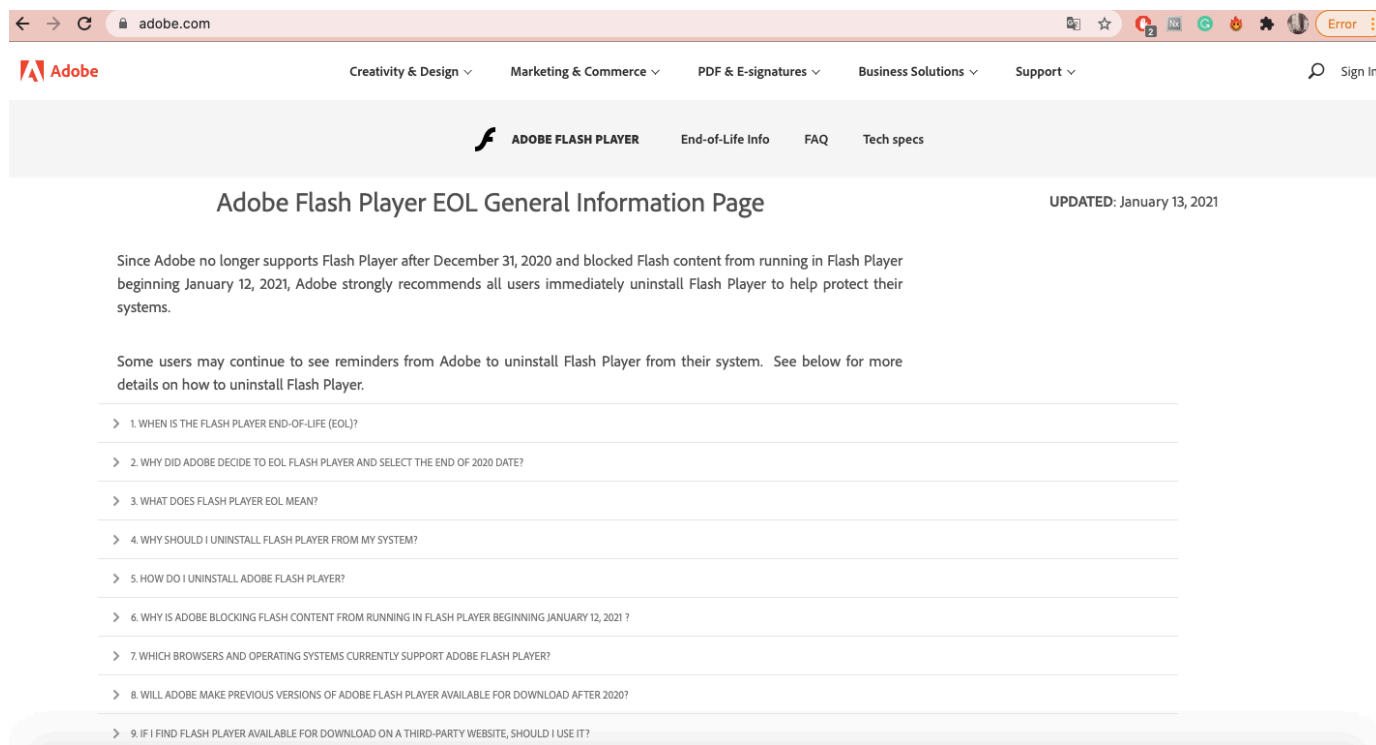 adobe.com
2
Nx
G
Error
Adobe
Creativity & Design
Marketing & Commerce
PDF & E-signatures
Business Solutions
Support
Sign In
ADOBE FLASH PLAYER
End-of-Life Info
FAQ
Tech specs
Adobe Flash Player EOL General Information Page
UPDATED: January 13, 2021
Since Adobe no longer supports Flash Player after December 31, 2020 and blocked Flash content from running in Flash Player
beginning January 12, 2021, Adobe strongly recommends all users immediately uninstall Flash Player to help protect their
systems.
Some users may continue to see reminders from Adobe to uninstall Flash Player from their system. See below for more
details on how to uninstall Flash Player.
1. WHEN IS THE FLASH PLAYER END-OF-LIFE (EOL)?
2. WHY DID ADOBE DECIDE TO EOL FLASH PLAYER AND SELECT THE END OF 2020 DATE?
3. WHAT DOES FLASH PLAYER EOL MEAN?
4. WHY SHOULD I UNINSTALL FLASH PLAYER FROM MY SYSTEM?
5. HOW DO I UNINSTALL ADOBE FLASH PLAYER?
6. WHY IS ADOBE BLOCKING FLASH CONTENT FROM RUNNING IN FLASH PLAYER BEGINNING JANUARY 12, 2021 ?
7. WHICH BROWSERS AND OPERATING SYSTEMS CURRENTLY SUPPORT ADOBE FLASH PLAYER?
8. WILL ADOBE MAKE PREVIOUS VERSIONS OF ADOBE FLASH PLAYER AVAILABLE FOR DOWNLOAD AFTER 2020?
9. IF I FIND FLASH PLAYER AVAILABLE FOR DOWNLOAD ON A THIRD-PARTY WEBSITE, SHOULD I USE IT?